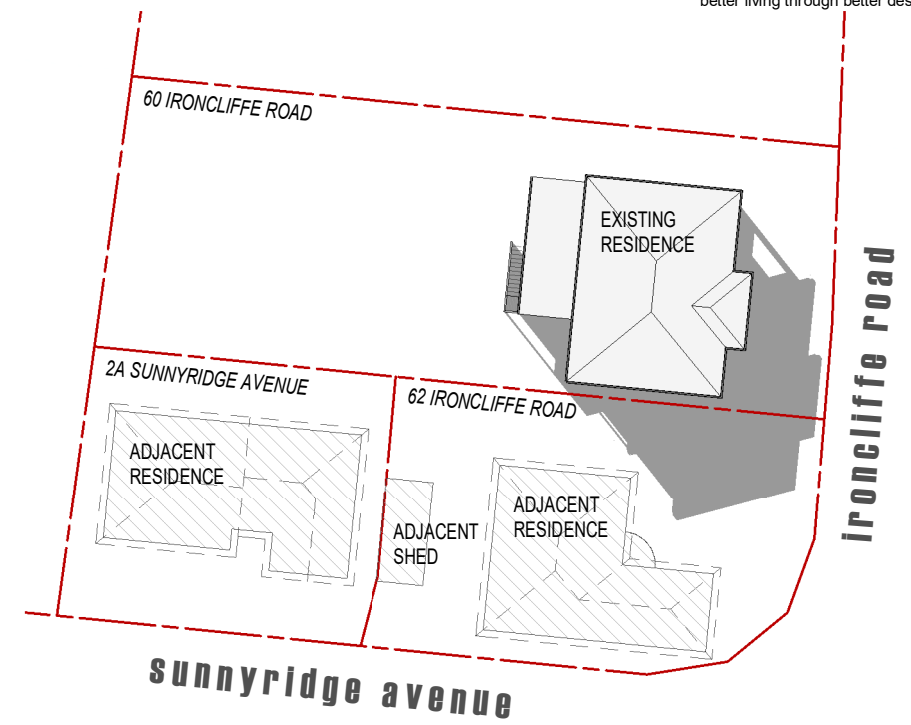 better living through better des
60 IRONCLIFFE ROAD
EXISTING
RESIDENCE
ironcliffe road
2A SUNNYRIDGE AVENUE
62 IRONCLIFFE ROAD
ADJACENT
RESIDENCE
ADJACENT
RESIDENCE
ADJACENT
SHED
sunnyridge avenue